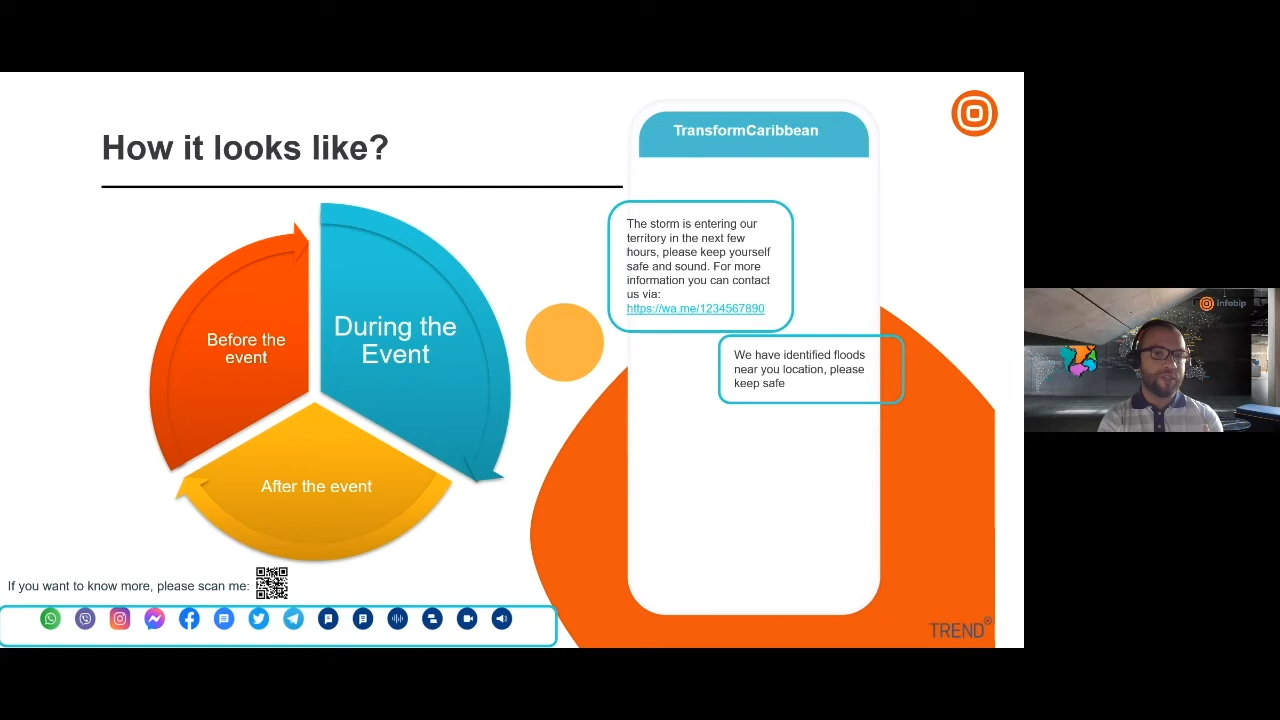 How it looks like?
TransformCaribbean
The storm is entering our
territory in the next few
hours, please keep yourself
safe and sound. For more
information you can contact
us via:
https://wa.me/1234567890
We have identified floods
near you location, please
keep safe
Before the
event
During the
Event
After the event
If you want to know more, please scan me:
TREND
infobip